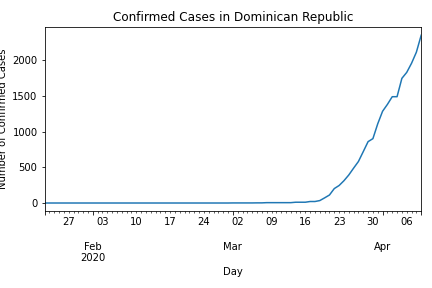 Confirmed Cases in Dominican Republic
Number of Confirmed Cases
2000
1500
1000
500
0
27 03 10 17 24 02 09 16 23 30 06
Feb Mar Apr
2020
Day